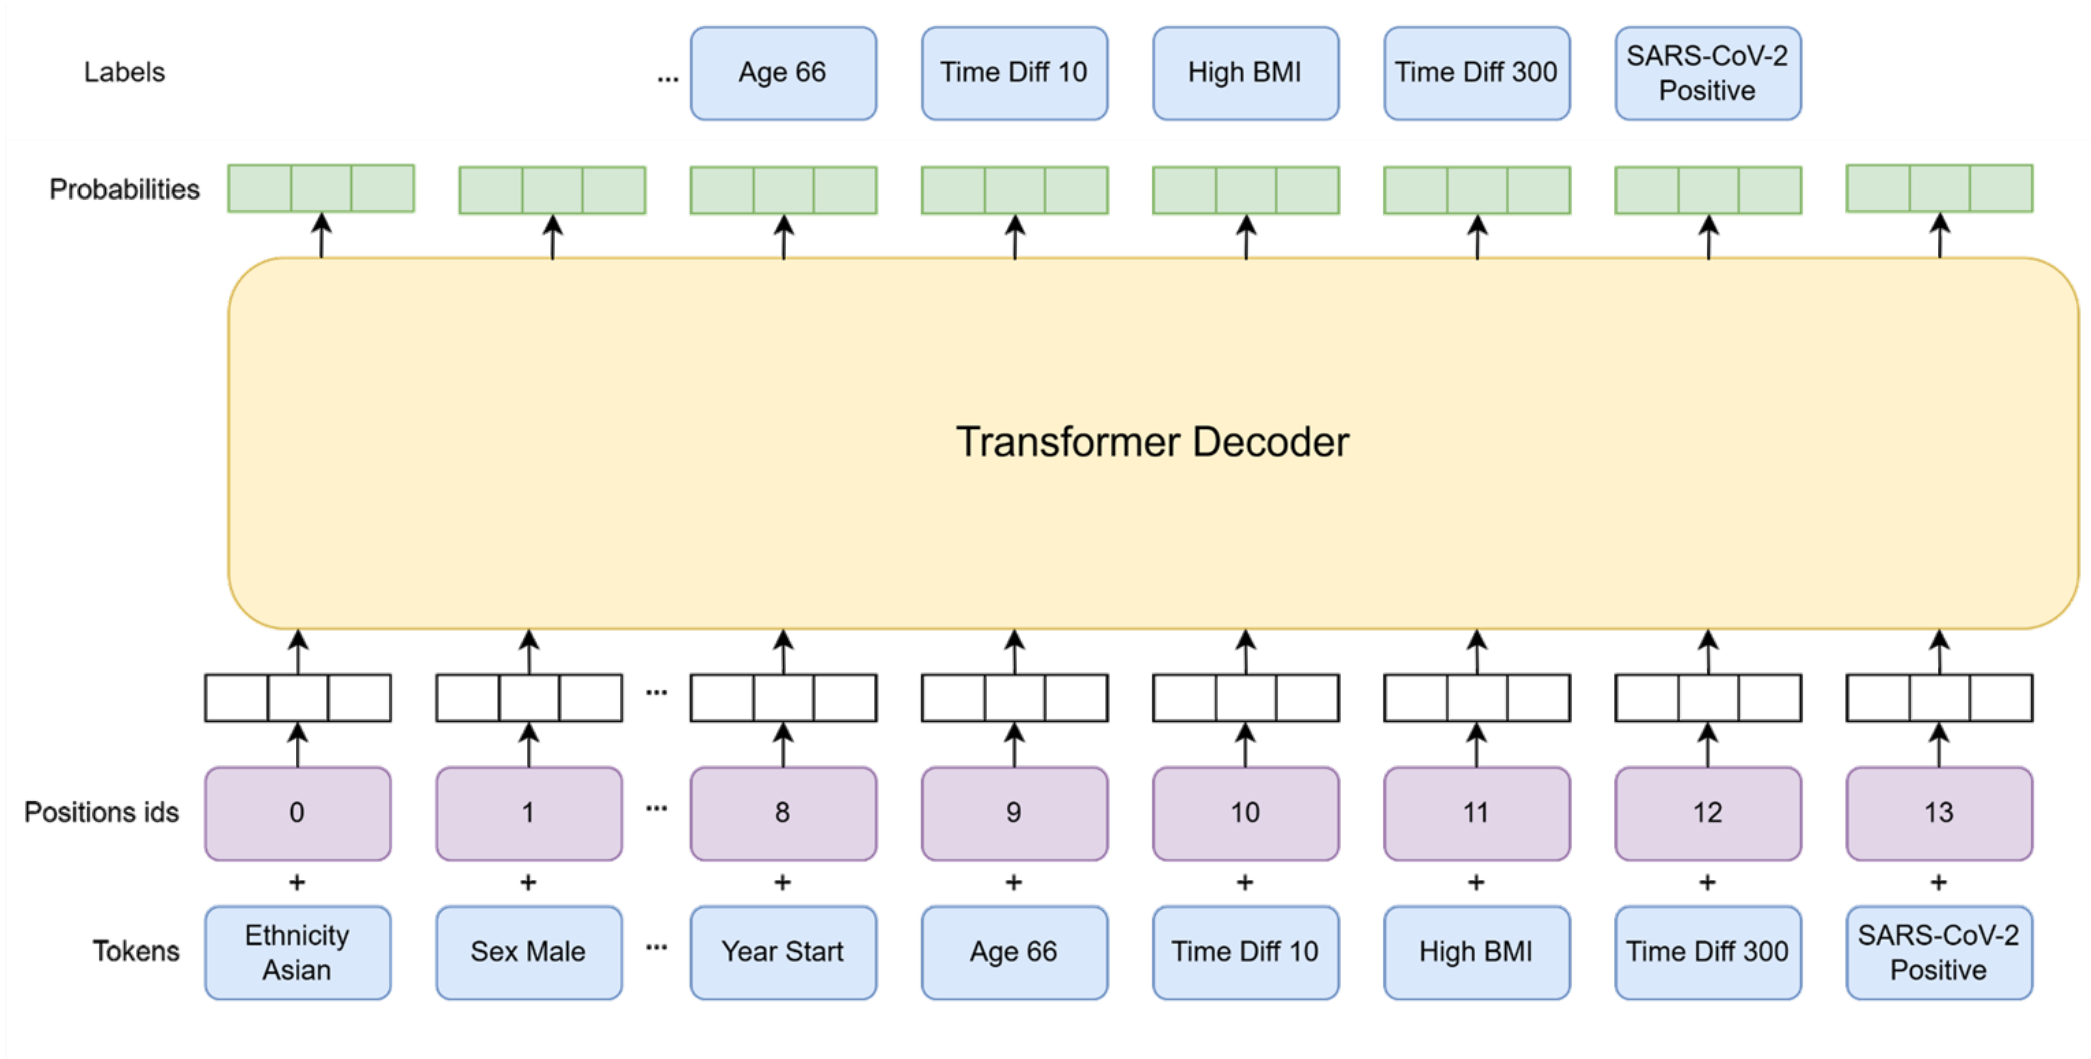 Labels
... Age 66 Time Diff 10 High BMI Time Diff 300 SARS-CoV-2
Positive
Probabilities
Transformer Decoder
...
Positions ids 0 1 ... 8 9 10 11 12 13
+ + + + + + + +
Tokens Ethnicity
Asian
Sex Male ... Year Start Age 66 Time Diff 10 High BMI Time Diff 300 SARS-CoV-2
Positive